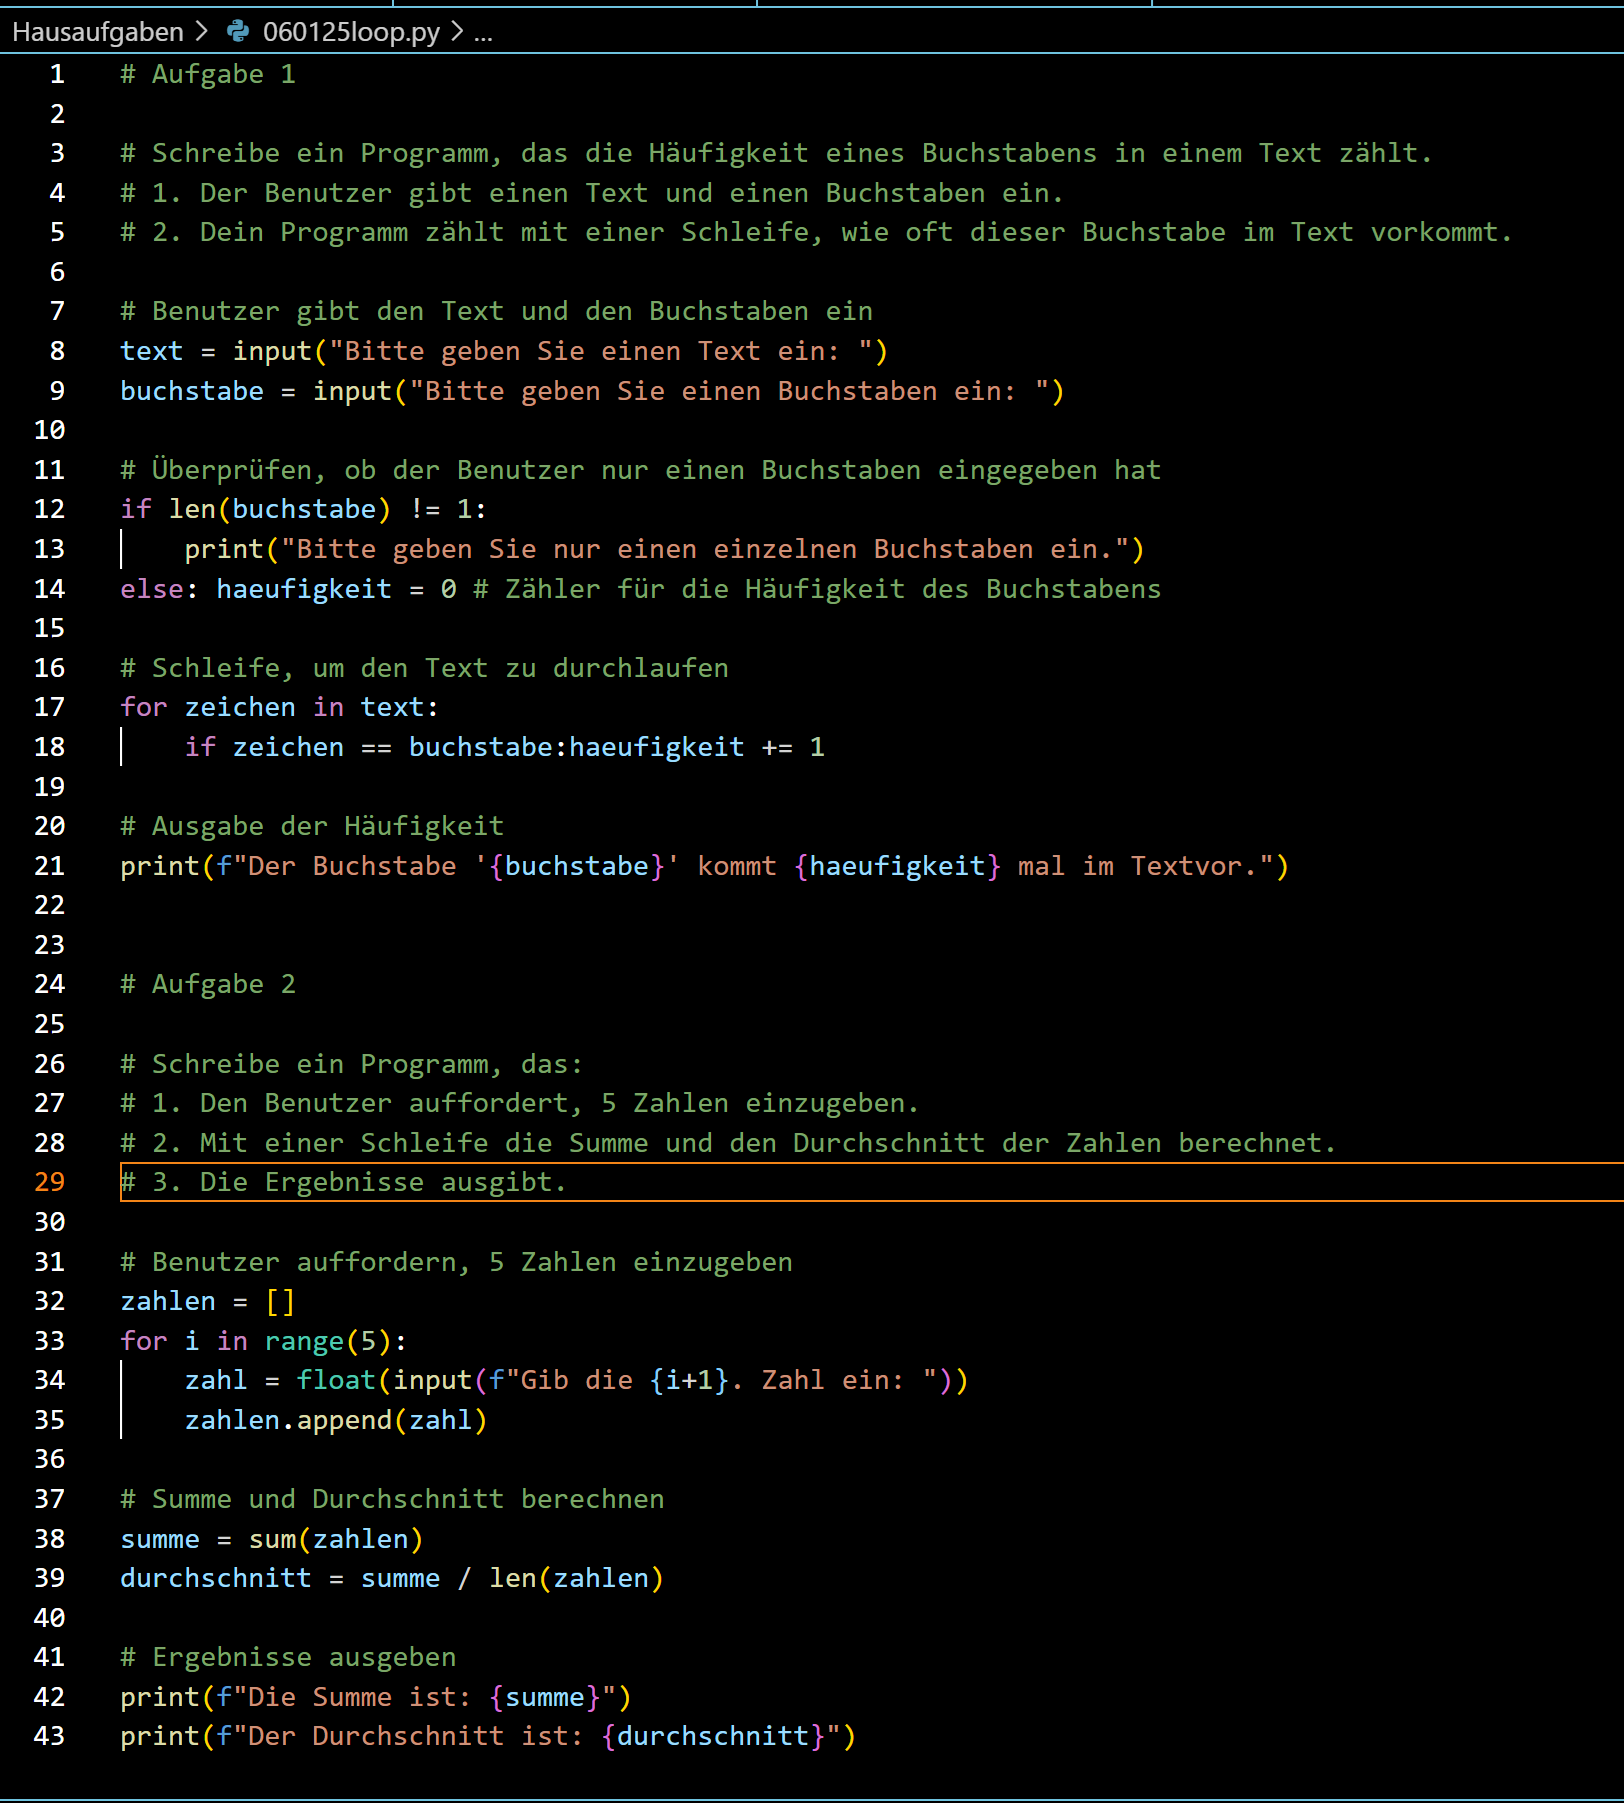 Hausaufgaben > 060125loop.py > ...
1 # Aufgabe 1
2
3 # Schreibe ein Programm, das die Häufigkeit eines Buchstabens in einem Text zählt.
4 # 1. Der Benutzer gibt einen Text und einen Buchstaben ein.
5 # 2. Dein Programm zählt mit einer Schleife, wie oft dieser Buchstabe im Text vorkommt.
6
7 # Benutzer gibt den Text und den Buchstaben ein
8 text = input("Bitte geben Sie einen Text ein: ")
9 buchstabe = input("Bitte geben Sie einen Buchstaben ein: ")
10
11 # Überprüfen, ob der Benutzer nur einen Buchstaben eingegeben hat
12 if len(buchstabe) != 1:
13     print("Bitte geben Sie nur einen einzelnen Buchstaben ein.")
14 else: haeufigkeit = 0 # Zähler für die Häufigkeit des Buchstabens
15
16 # Schleife, um den Text zu durchlaufen
17 for zeichen in text:
18     if zeichen == buchstabe:haeufigkeit += 1
19
20 # Ausgabe der Häufigkeit
21 print(f"Der Buchstabe '{buchstabe}' kommt {haeufigkeit} mal im Textvor.")
22
23
24 # Aufgabe 2
25
26 # Schreibe ein Programm, das:
27 # 1. Den Benutzer auffordert, 5 Zahlen einzugeben.
28 # 2. Mit einer Schleife die Summe und den Durchschnitt der Zahlen berechnet.
29 # 3. Die Ergebnisse ausgibt.
30
31 # Benutzer auffordern, 5 Zahlen einzugeben
32 zahlen = []
33 for i in range(5):
34     zahl = float(input(f"Gib die {i+1}. Zahl ein: "))
35     zahlen.append(zahl)
36
37 # Summe und Durchschnitt berechnen
38 summe = sum(zahlen)
39 durchschnitt = summe / len(zahlen)
40
41 # Ergebnisse ausgeben
42 print(f"Die Summe ist: {summe}")
43 print(f"Der Durchschnitt ist: {durchschnitt}")